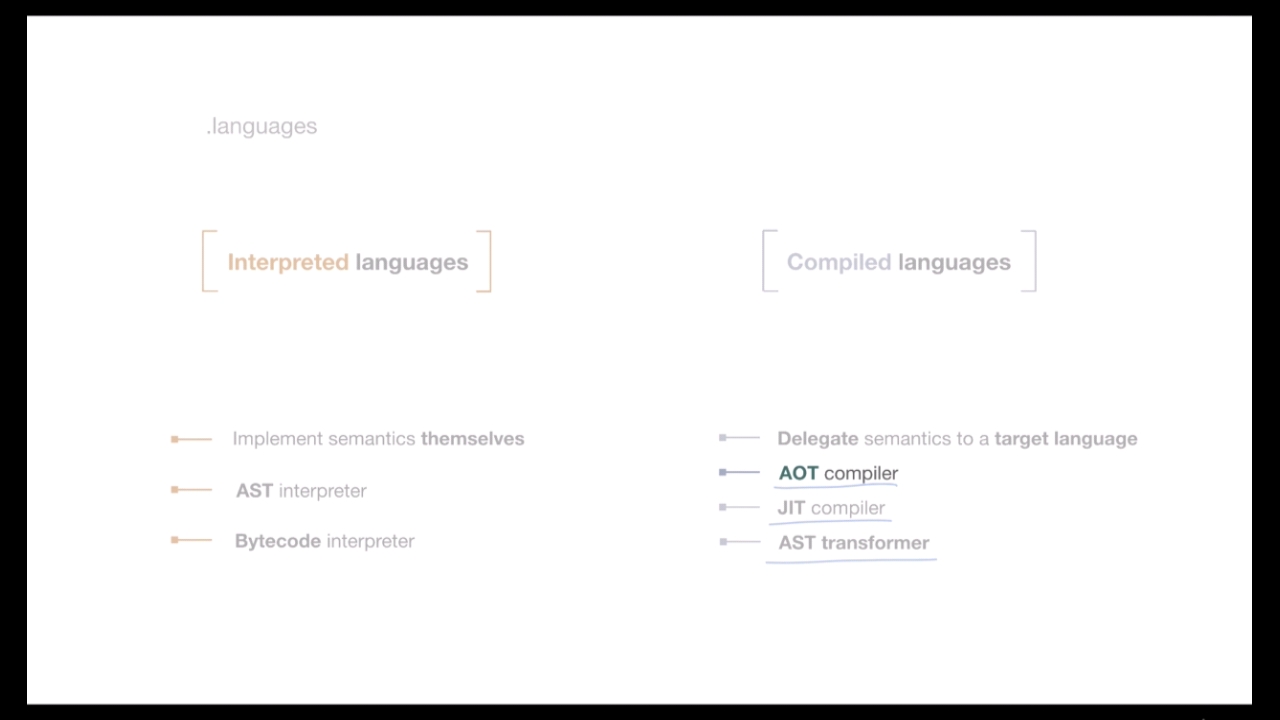 .languages
Interpreted languages
Compiled languages
Implement semantics themselves
AST interpreter
Bytecode interpreter
Delegate semantics to a target language
AOT compiler
JIT compiler
AST transformer